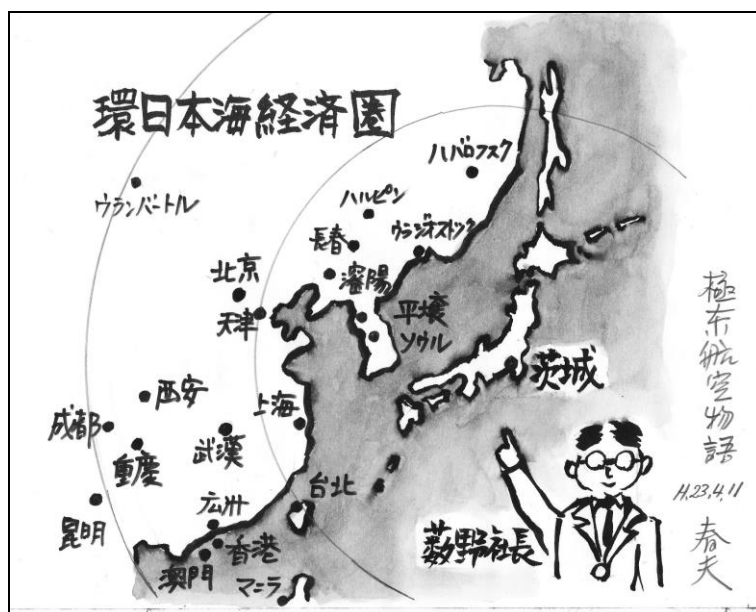 環日本海経済圏
ハバロフスク
ウランバートル
ハルピン
長春
ウラジオストック
瀋陽
北京
天津
平壌
ソウル
西安
上海
茨城
成都
重慶
武漢
台北
広州
昆明
香港
澳門
マニラ
薮野社長
極东航空物語
H.23.4.11
春夫